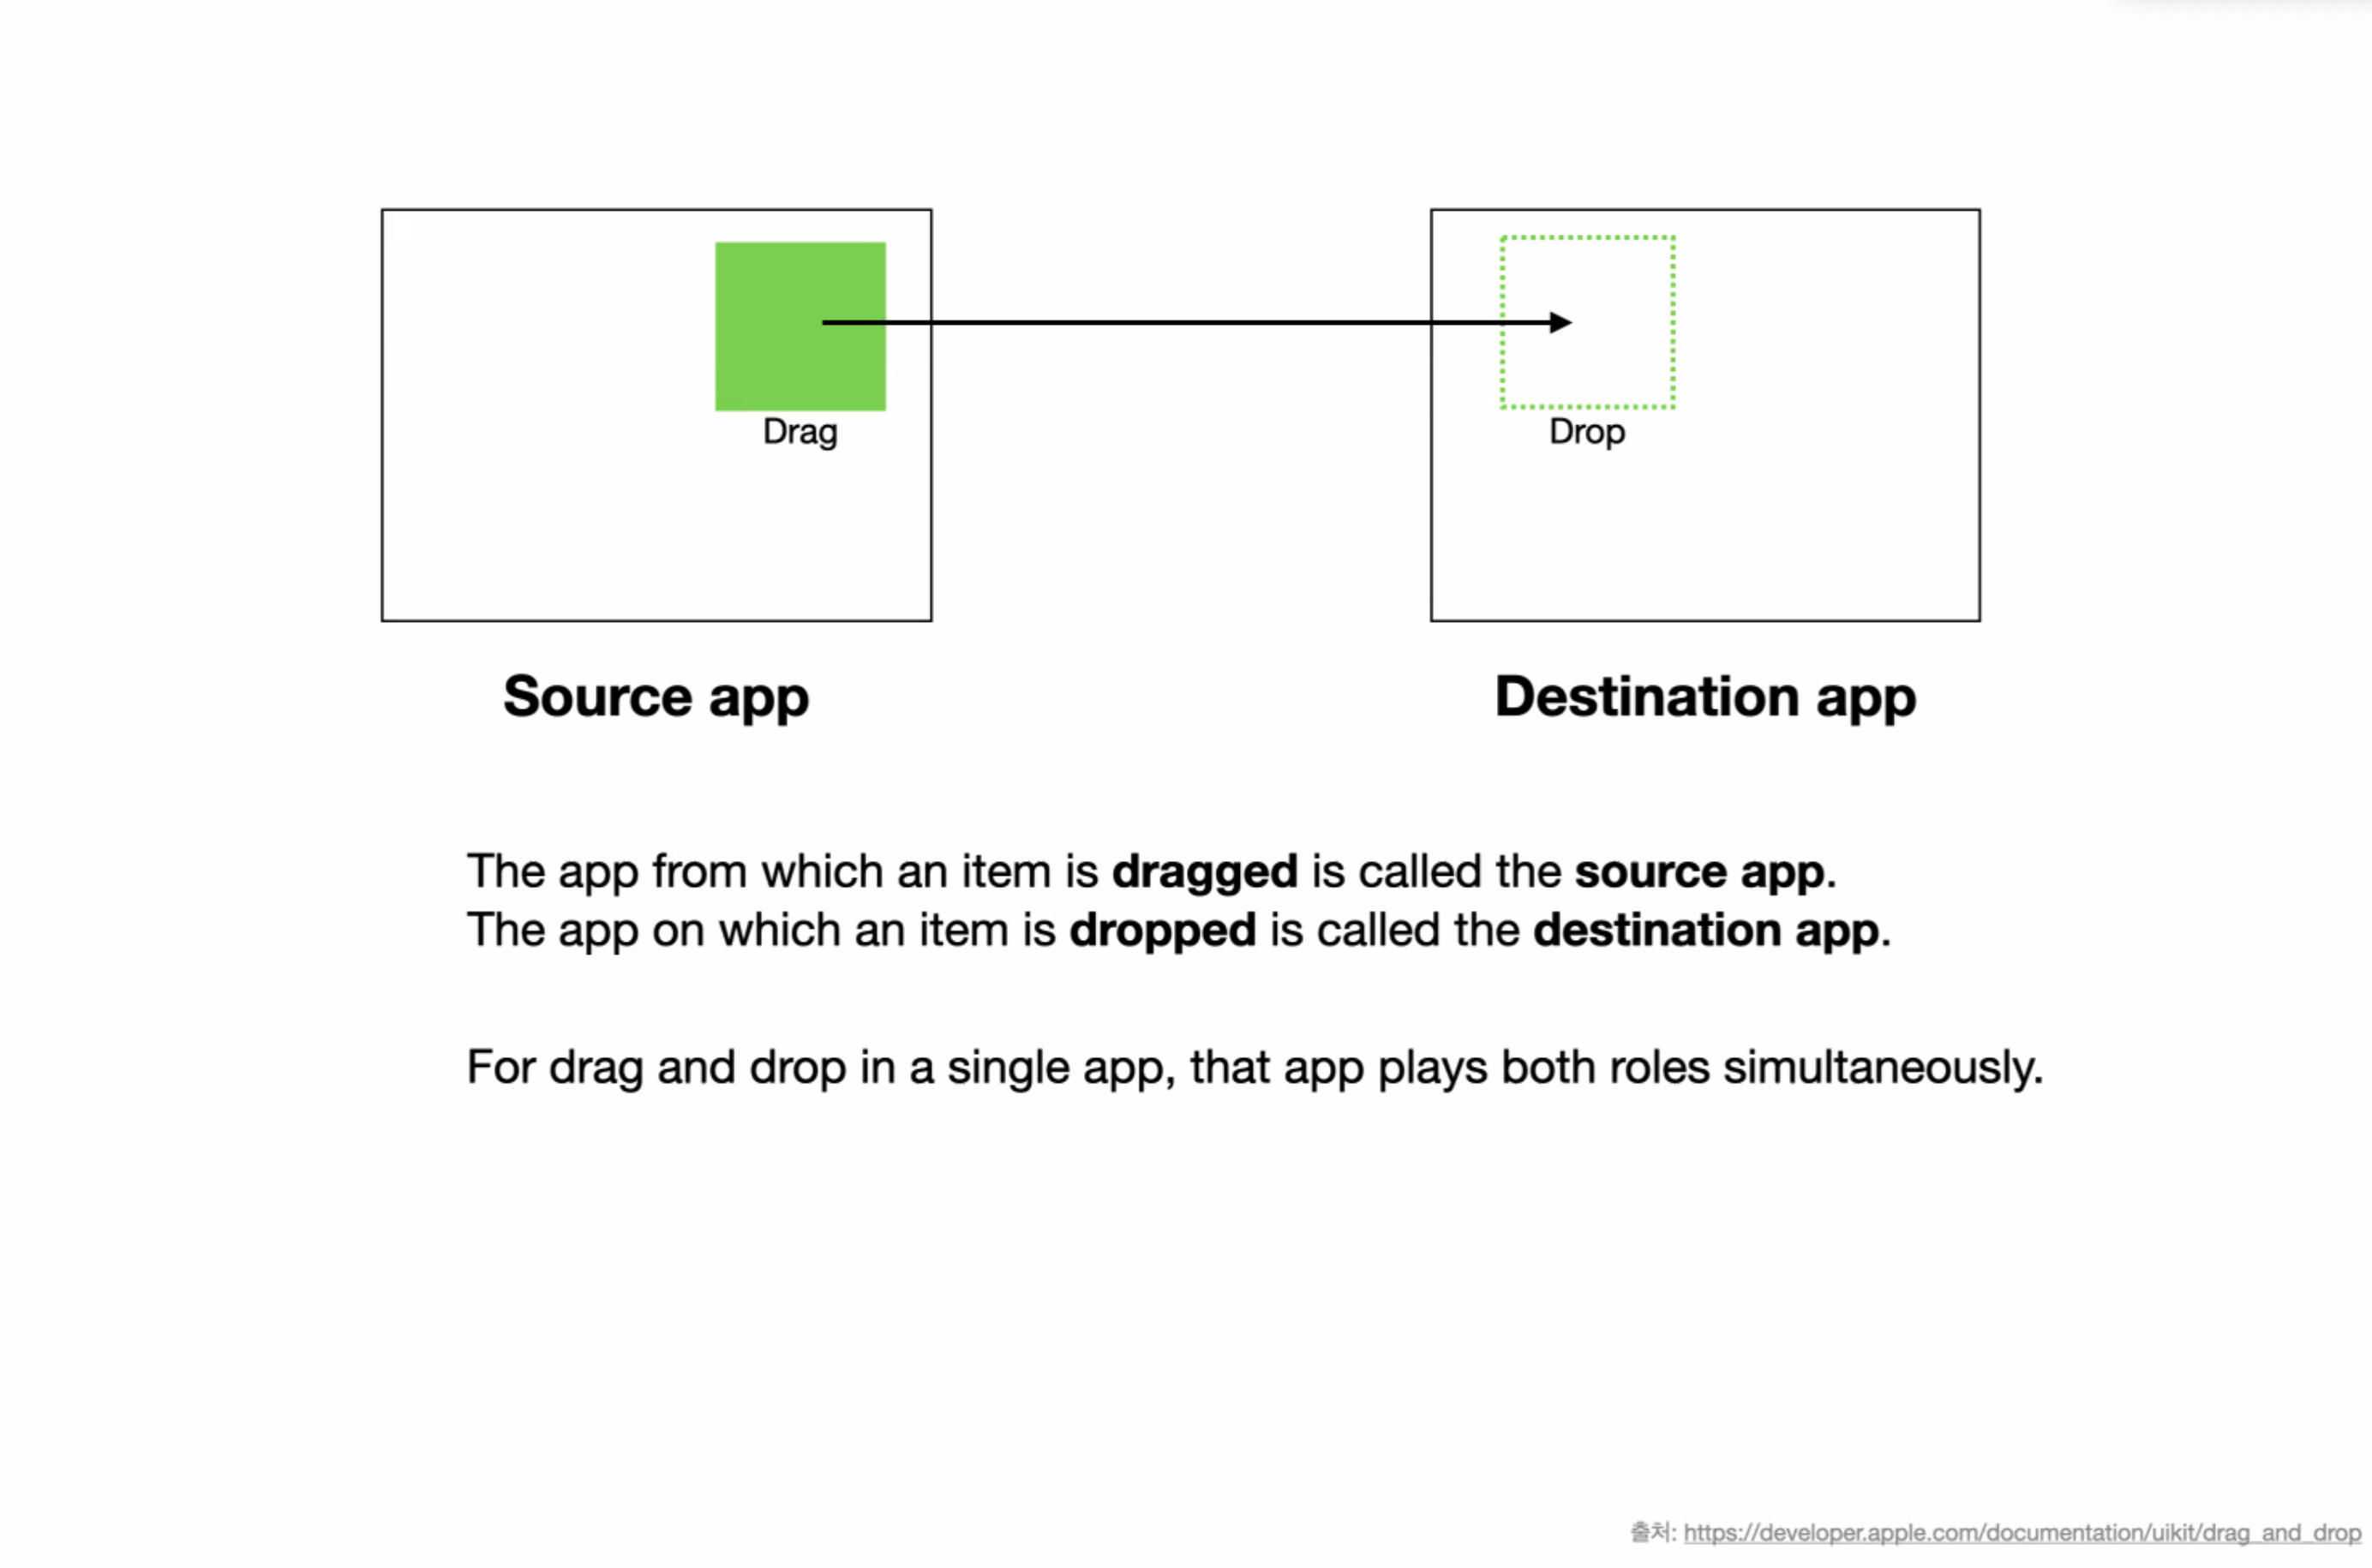 Drag
Drop
Source app
Destination app
The app from which an item is dragged is called the source app.
The app on which an item is dropped is called the destination app.
For drag and drop in a single app, that app plays both roles simultaneously.
출처: https://developer.apple.com/documentation/uikit/drag_and_drop